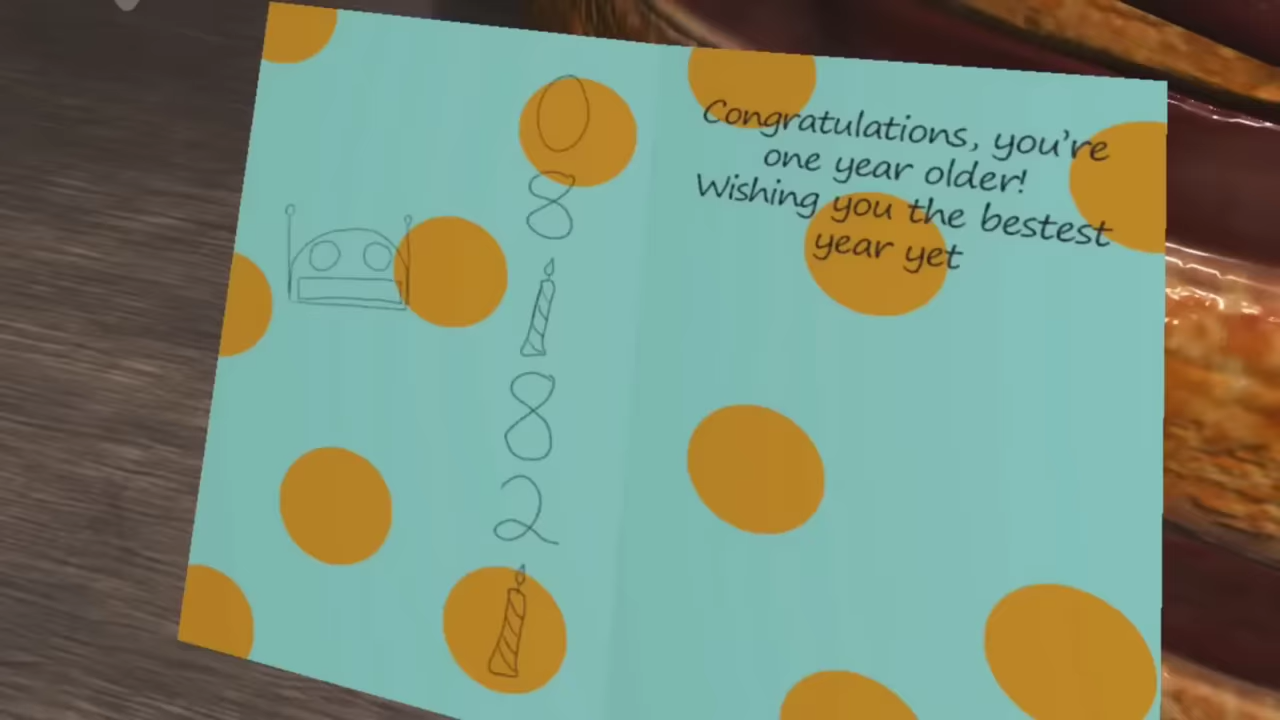 0
8
8
2
Congratulations, you're
one year older!
Wishing you the bestest
year yet